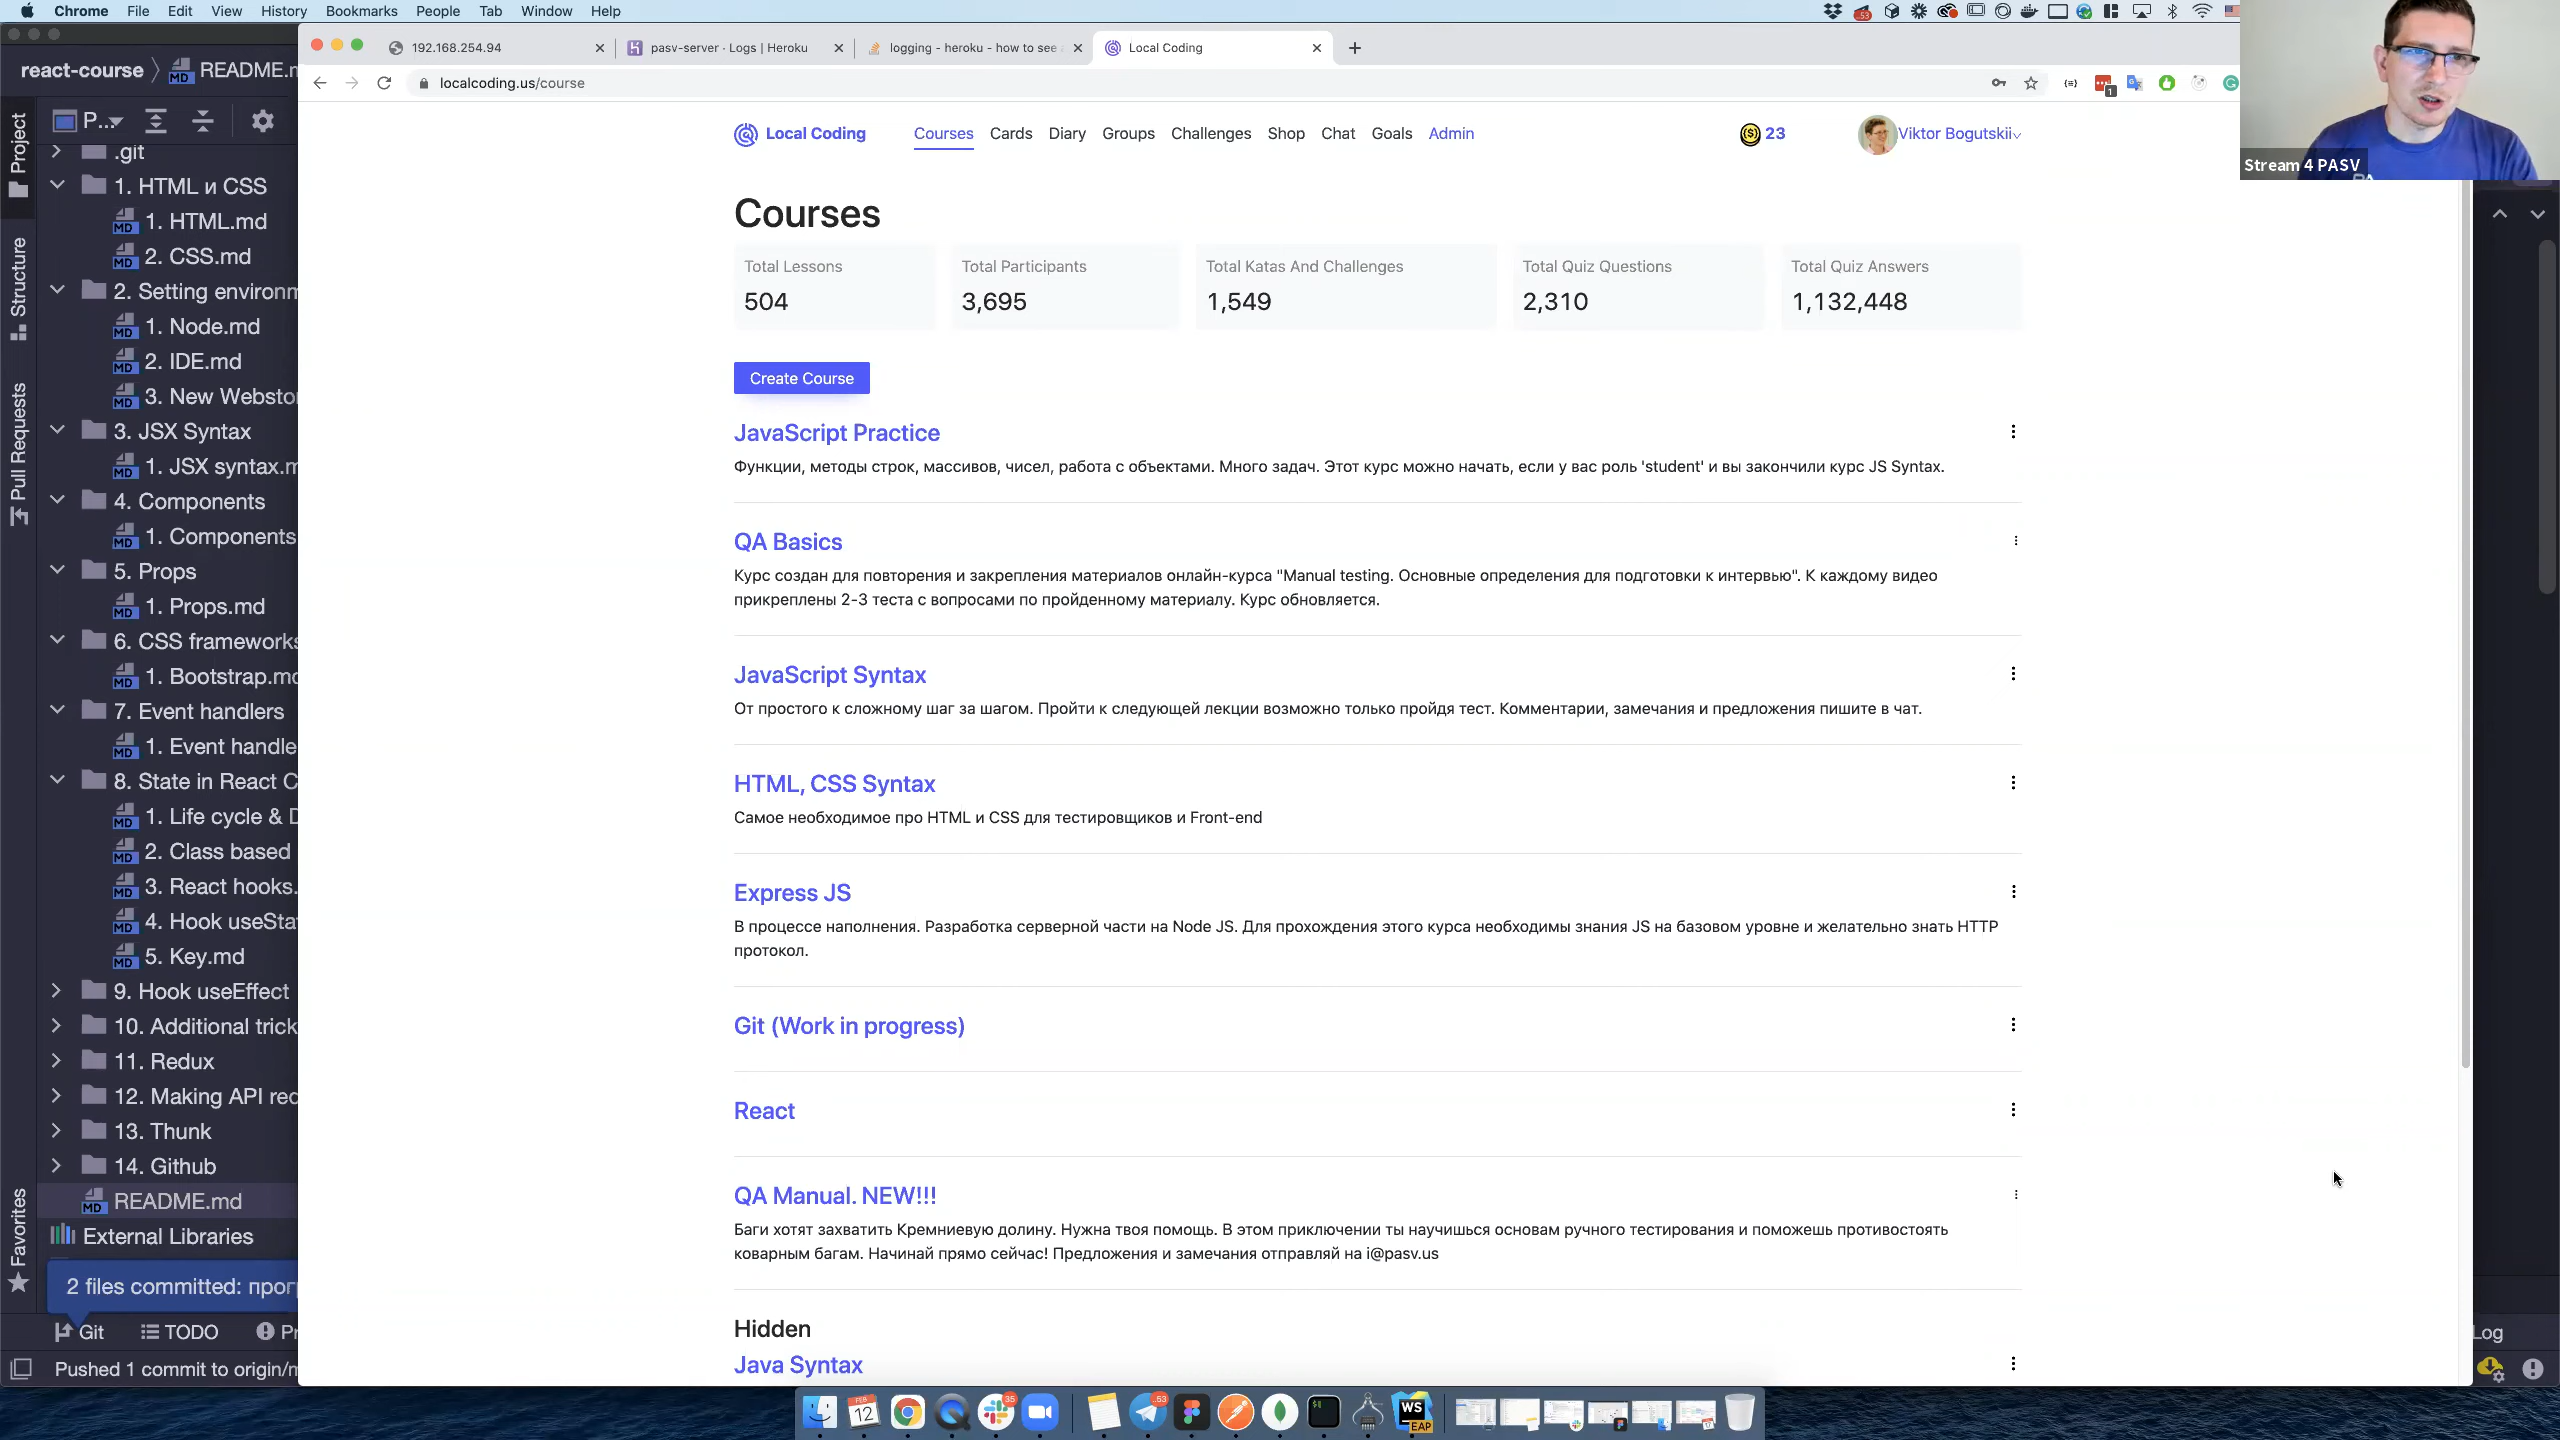 Chrome File Edit View History Bookmarks People Tab Window Help
53
react-course README.m
192.168.254.94
pasv-server · Logs | Heroku
logging - heroku - how to see
Local Coding
localcoding.us/course
1
Stream 4 PASV
Project
Structure
Pull Requests
Favorites
P...
.git
1. HTML и CSS
1. HTML.md
2. CSS.md
2. Setting environm
1. Node.md
2. IDE.md
3. New Websto
3. JSX Syntax
1. JSX syntax.m
4. Components
1. Components
5. Props
1. Props.md
6. CSS frameworks
1. Bootstrap.md
7. Event handlers
1. Event handle
8. State in React C
1. Life cycle & D
2. Class based
3. React hooks.
4. Hook useStat
5. Key.md
9. Hook useEffect
10. Additional trick
11. Redux
12. Making API req
13. Thunk
14. Github
README.md
External Libraries
2 files committed: прог
Git TODO Pr
Pushed 1 commit to origin/m
Log
Local Coding Courses Cards Diary Groups Challenges Shop Chat Goals Admin 23 Viktor Bogutskii
Courses
Total Lessons
504
Total Participants
3,695
Total Katas And Challenges
1,549
Total Quiz Questions
2,310
Total Quiz Answers
1,132,448
Create Course
JavaScript Practice
Функции, методы строк, массивов, чисел, работа с объектами. Много задач. Этот курс можно начать, если у вас роль 'student' и вы закончили курс JS Syntax.
QA Basics
Курс создан для повторения и закрепления материалов онлайн-курса "Manual testing. Основные определения для подготовки к интервью". К каждому видео
прикреплены 2-3 теста с вопросами по пройденному материалу. Курс обновляется.
JavaScript Syntax
От простого к сложному шаг за шагом. Пройти к следующей лекции возможно только пройдя тест. Комментарии, замечания и предложения пишите в чат.
HTML, CSS Syntax
Самое необходимое про HTML и CSS для тестировщиков и Front-end
Express JS
В процессе наполнения. Разработка серверной части на Node JS. Для прохождения этого курса необходимы знания JS на базовом уровне и желательно знать HTTP
протокол.
Git (Work in progress)
React
QA Manual. NEW!!!
Баги хотят захватить Кремниевую долину. Нужна твоя помощь. В этом приключении ты научишься основам ручного тестирования и поможешь противостоять
коварным багам. Начинай прямо сейчас! Предложения и замечания отправляй на i@pasv.us
Hidden
Java Syntax
FEB
12
35
53
WS
EAP